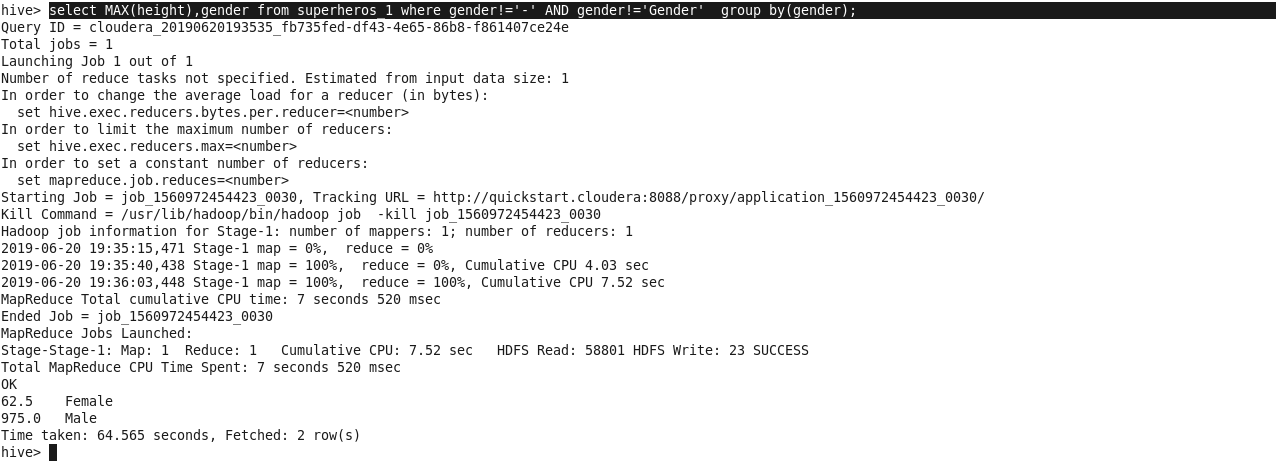 hive> select MAX(height),gender from superheros_1 where gender!='-' AND gender!='Gender'  group by(gender);
Query ID = cloudera_20190620193535_fb735fed-df43-4e65-86b8-f861407ce24e
Total jobs = 1
Launching Job 1 out of 1
Number of reduce tasks not specified. Estimated from input data size: 1
In order to change the average load for a reducer (in bytes):
  set hive.exec.reducers.bytes.per.reducer=<number>
In order to limit the maximum number of reducers:
  set hive.exec.reducers.max=<number>
In order to set a constant number of reducers:
  set mapreduce.job.reduces=<number>
Starting Job = job_1560972454423_0030, Tracking URL = http://quickstart.cloudera:8088/proxy/application_1560972454423_0030/
Kill Command = /usr/lib/hadoop/bin/hadoop job  -kill job_1560972454423_0030
Hadoop job information for Stage-1: number of mappers: 1; number of reducers: 1
2019-06-20 19:35:15,471 Stage-1 map = 0%,  reduce = 0%
2019-06-20 19:35:40,438 Stage-1 map = 100%,  reduce = 0%, Cumulative CPU 4.03 sec
2019-06-20 19:36:03,448 Stage-1 map = 100%,  reduce = 100%, Cumulative CPU 7.52 sec
MapReduce Total cumulative CPU time: 7 seconds 520 msec
Ended Job = job_1560972454423_0030
MapReduce Jobs Launched:
Stage-Stage-1: Map: 1  Reduce: 1   Cumulative CPU: 7.52 sec   HDFS Read: 58801 HDFS Write: 23 SUCCESS
Total MapReduce CPU Time Spent: 7 seconds 520 msec
OK
62.5    Female
975.0   Male
Time taken: 64.565 seconds, Fetched: 2 row(s)
hive>